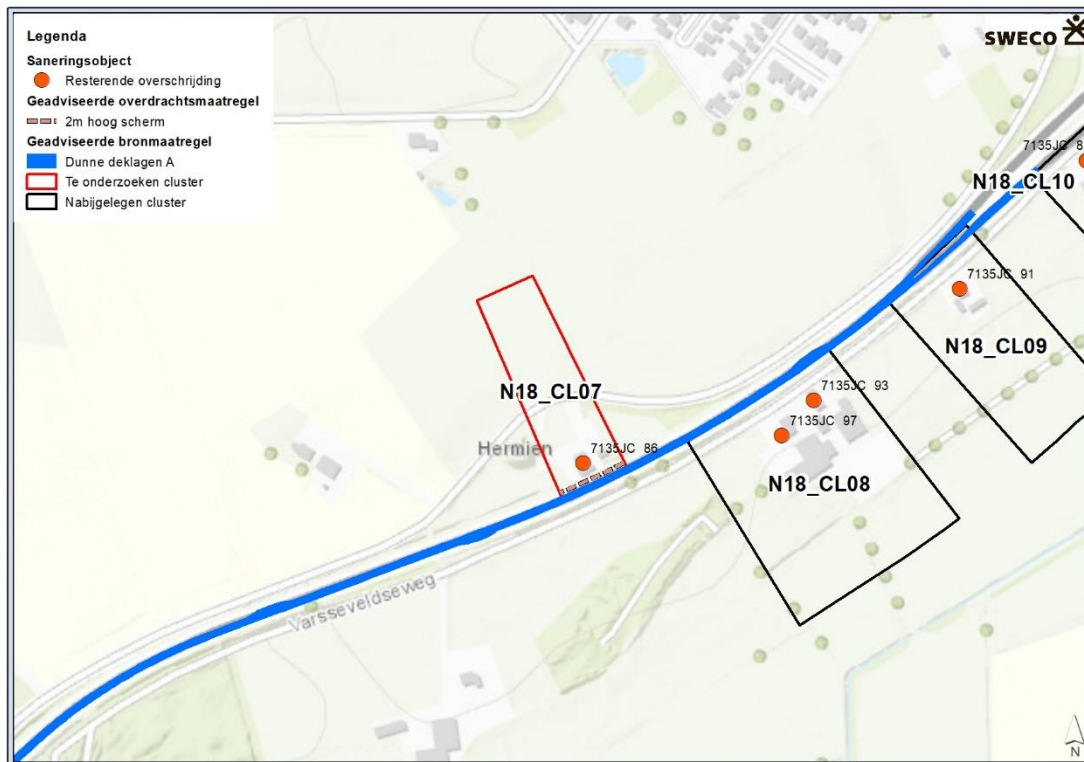 Legenda
Saneringsobject
Resterende overschrijding
Geadviseerde overdrachtsmaatregel
2m hoog scherm
Geadviseerde bronmaatregel
Dunne deklagen A
Te onderzoeken cluster
Nabijgelegen cluster
SWECO
7135JC 8
N18_CL10
7135JC 91
N18_CL09
N18_CL07
7135JC 93
7135JC 97
Hermien
7135JC 86
N18_CL08
Varsseveldseweg
N